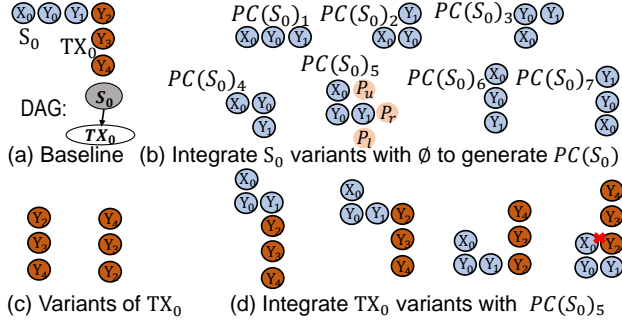 X₀ Y₀ Y₁ Y₂
S₀ TX₀ Y₃
Y₄
DAG: S₀
TX₀
(a) Baseline
PC(S₀)₁
X₀ Y₀ Y₁
PC(S₀)₂ Y₁
X₀ Y₀
PC(S₀)₃ Y₀ Y₁
X₀
PC(S₀)₄
X₀ Y₀
Y₁
PC(S₀)₅
X₀ Pᵤ
Y₀ Y₁ Pᵣ
Pₗ
PC(S₀)₆ X₀
Y₀
Y₁
PC(S₀)₇ Y₁
Y₀
X₀
(b) Integrate S₀ variants with ∅ to generate PC(S₀)
Y₂ Y₄
Y₃ Y₃
Y₄ Y₂
(c) Variants of TX₀
X₀
Y₀ Y₁
Y₂
Y₃
Y₄
X₀
Y₀ Y₁ Y₂
Y₃
Y₄
Y₄
Y₃
X₀
Y₀ Y₁ Y₂
Y₄
Y₃
X₀ Y₂
Y₀ Y₁
(d) Integrate TX₀ variants with PC(S₀)₅